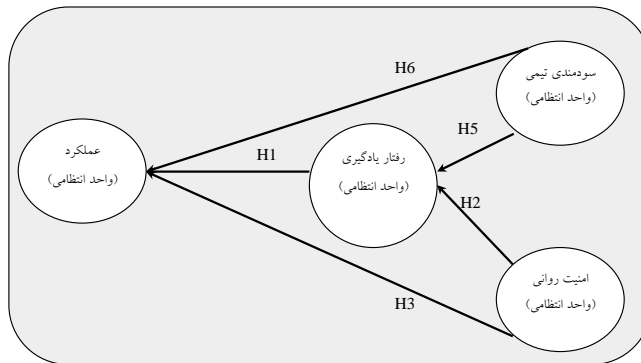 H6
سودمندی تیمی
(واحد انتظامی)
H5
عملکرد
(واحد انتظامی)
H1
رفتار یادگیری
(واحد انتظامی)
H2
امنیت روانی
(واحد انتظامی)
H3